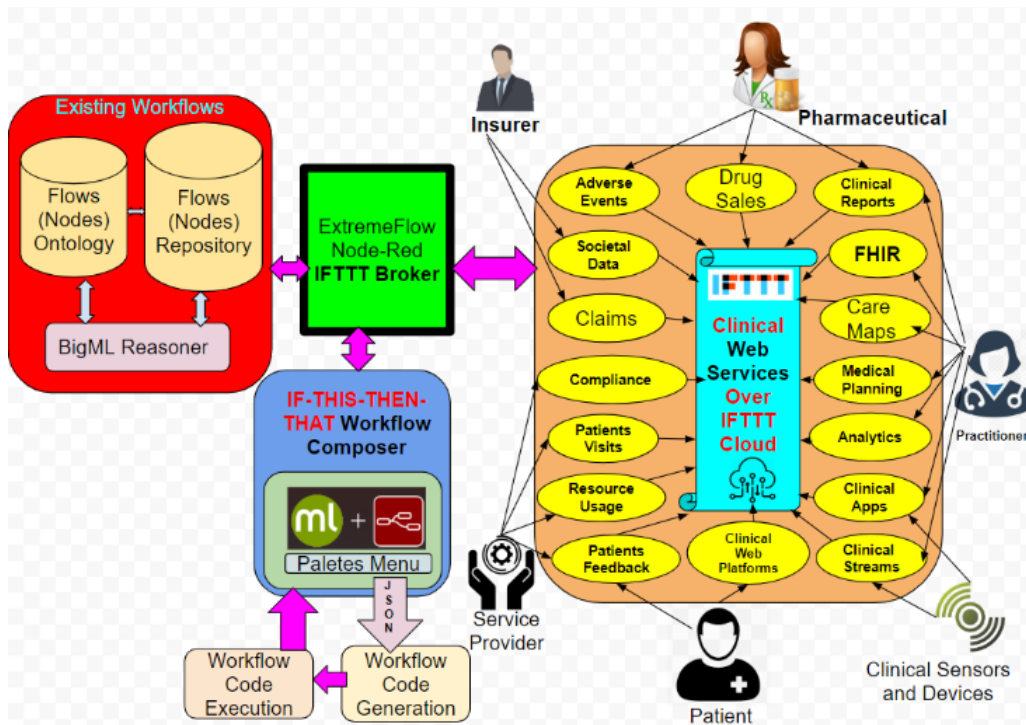 Existing Workflows
Flows
(Nodes)
Ontology
Flows
(Nodes)
Repository
BigML Reasoner
ExtremeFlow
Node-Red
IFTTT Broker
IF-THIS-THEN-
THAT Workflow
Composer
ml +
Paletes Menu
JSON
Workflow
Code
Execution
Workflow
Code
Generation
Insurer
Rx
Pharmaceutical
Adverse
Events
Drug
Sales
Clinical
Reports
Societal
Data
FHIR
Claims
Care
Maps
Compliance
Medical
Planning
Patients
Visits
Analytics
Resource
Usage
Clinical
Apps
Patients
Feedback
Clinical
Web
Platforms
Clinical
Streams
IFTTT
Clinical
Web
Services
Over
IFTTT
Cloud
Practitioner
Service
Provider
Patient
Clinical Sensors
and Devices